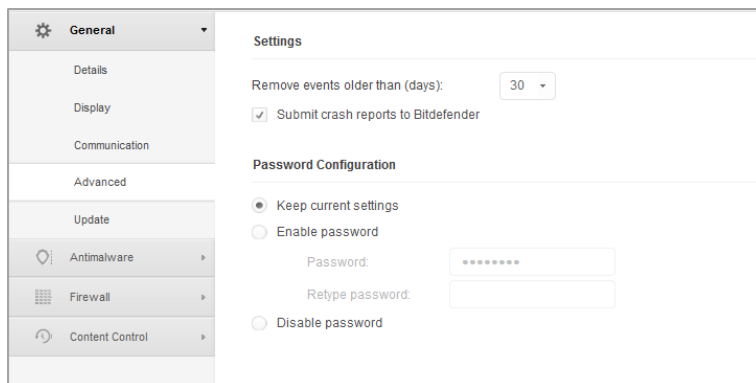 General
Details
Display
Communication
Advanced
Update
Antimalware
Firewall
Content Control
Settings
Remove events older than (days): 30
Submit crash reports to Bitdefender
Password Configuration
Keep current settings
Enable password
Password: ••••••••
Retype password:
Disable password